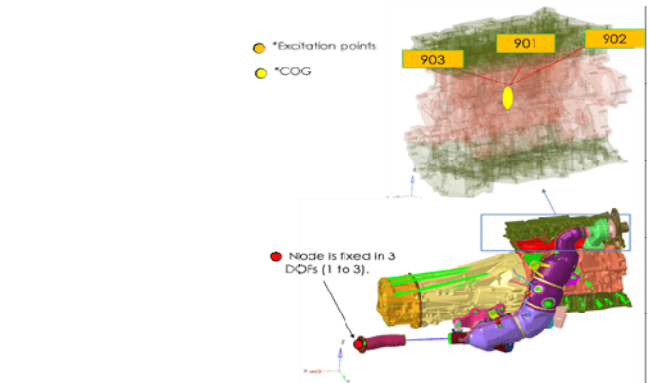 *Excitation points
*COG
903
901
902
Node is fixed in 3
DOFs (1 to 3).
Z
Z